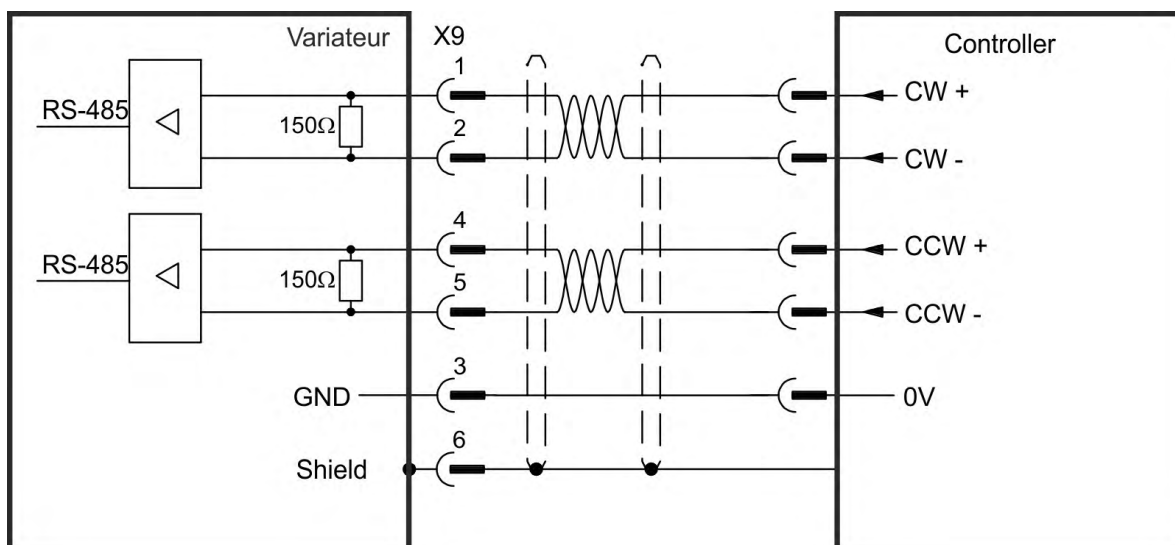 Variateur
X9
Controller
1
CW +
RS-485
150Ω
2
CW -
4
CCW +
RS-485
150Ω
5
CCW -
3
GND
0V
6
Shield